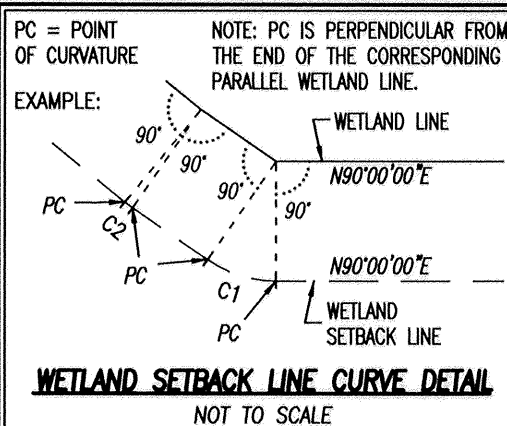 PC = POINT
OF CURVATURE
NOTE: PC IS PERPENDICULAR FROM
THE END OF THE CORRESPONDING
PARALLEL WETLAND LINE.
EXAMPLE:
WETLAND LINE
90°
90°
90°
90°
N90°00'00"E
PC
C2
PC
C1
PC
N90°00'00"E
WETLAND
SETBACK LINE
WETLAND SETBACK LINE CURVE DETAIL
NOT TO SCALE